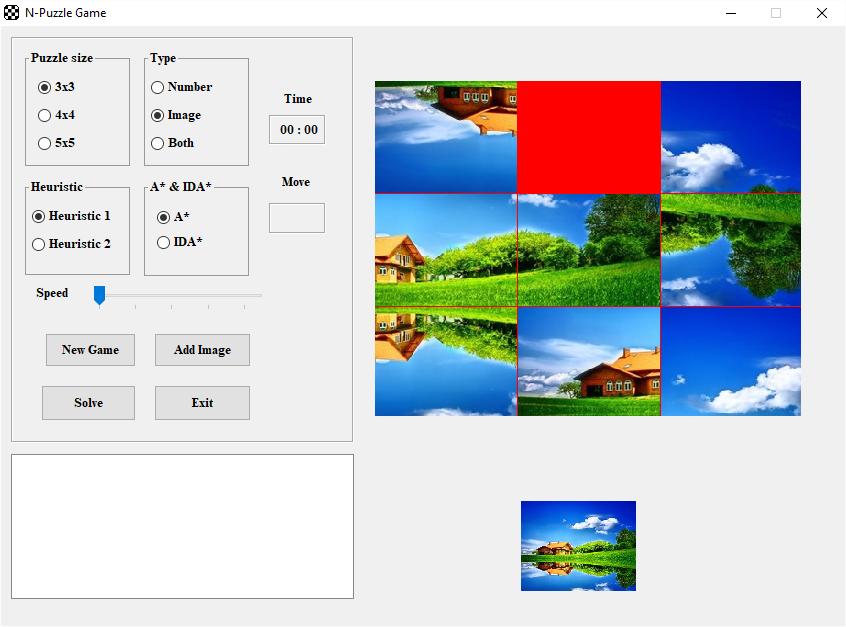 N-Puzzle Game
Puzzle size
3x3
4x4
5x5
Type
Number
Image
Both
Time
00 : 00
Heuristic
Heuristic 1
Heuristic 2
A* & IDA*
A*
IDA*
Move
Speed
New Game
Add Image
Solve
Exit